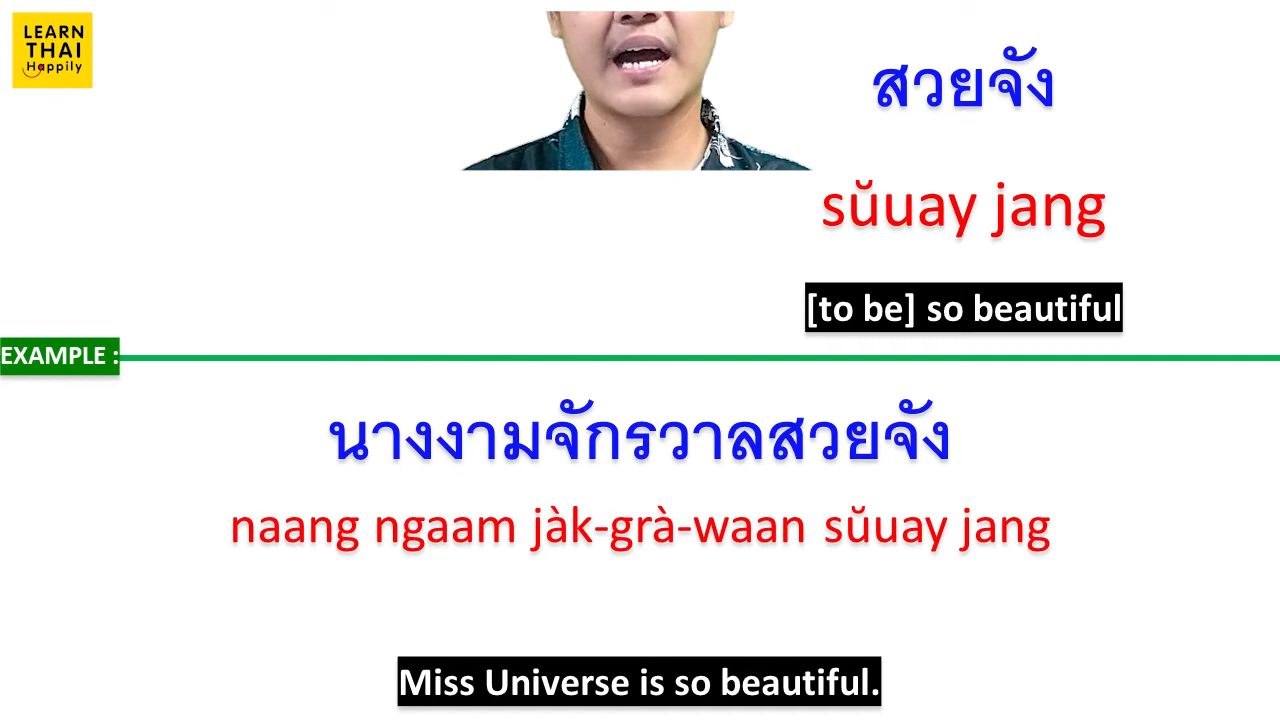 LEARN
THAI
Happily
สวยจัง
sŭuay jang
[to be] so beautiful
EXAMPLE :
นางงามจักรวาลสวยจัง
naang ngaam jàk-grà-waan sŭuay jang
Miss Universe is so beautiful.